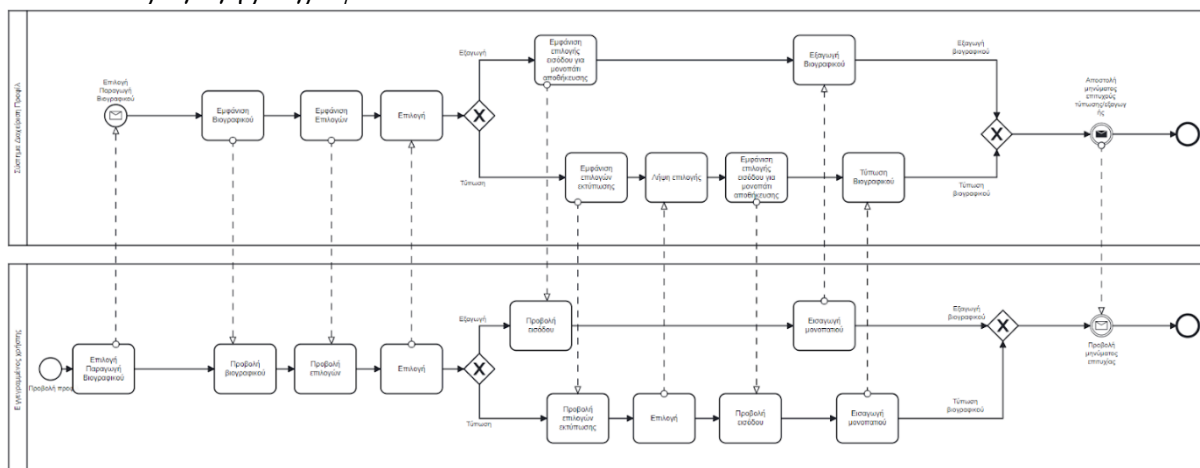 Σύστημα Διαχείριση Προφίλ
Επιλογή
Παραγωγή
Βιογραφικού
Εμφάνιση
Βιογραφικού
Εμφάνιση
Επιλογών
Επιλογή
Εξαγωγή
Τύπωση
Εμφάνιση
επιλογής
εισόδου για
μονοπάτι
αποθήκευσης
Εξαγωγή
Βιογραφικού
Εξαγωγή
βιογραφικού
Εμφάνιση
επιλογών
εκτύπωσης
Λήψη επιλογής
Εμφάνιση
επιλογής
εισόδου για
μονοπάτι
αποθήκευσης
Τύπωση
Βιογραφικού
Τύπωση
βιογραφικού
Αποστολή
μηνύματος
επιτυχούς
τύπωσης/εξαγωγ
ής
Εγγεγραμμένος χρήστης
Προβολή προφ
Επιλογή
Παραγωγή
Βιογραφικού
Προβολή
βιογραφικού
Προβολή
επιλογών
Επιλογή
Εξαγωγή
Τύπωση
Προβολή
εισόδου
Εισαγωγή
μονοπατιού
Εξαγωγή
βιογραφικού
Προβολή
επιλογών
εκτύπωσης
Επιλογή
Προβολή
εισόδου
Εισαγωγή
μονοπατιού
Τύπωση
βιογραφικού
Προβολή
μηνύματος
επιτυχίας